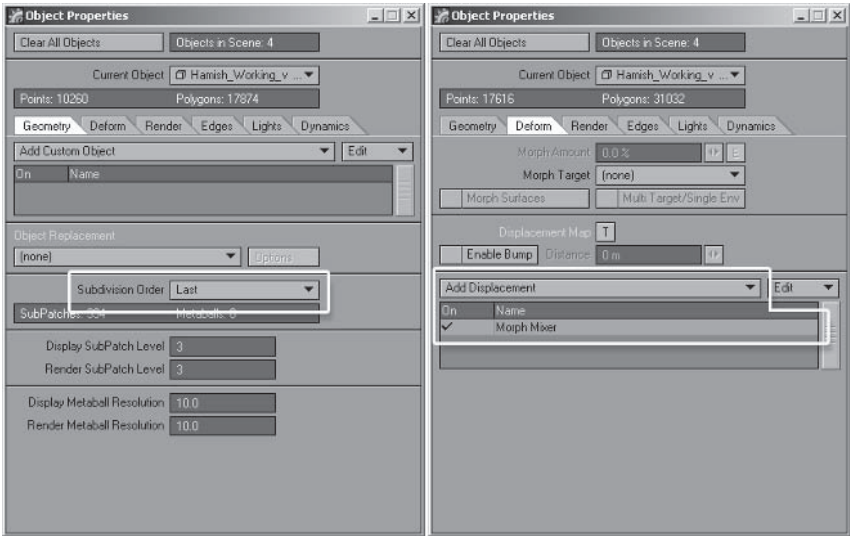 Object Properties
Clear All Objects
Objects in Scene: 4
Current Object
Hamish_Working_v ...
Points: 10260
Polygons: 17874
Geometry
Deform
Render
Edges
Lights
Dynamics
Add Custom Object
Edit
On
Name
Object Replacement
(none)
Options
Subdivision Order
Last
SubPatches:
Metaballs:
Display SubPatch Level
3
Render SubPatch Level
3
Display Metaball Resolution
10.0
Render Metaball Resolution
10.0
Object Properties
Clear All Objects
Objects in Scene: 4
Current Object
Hamish_Working_v ...
Points: 17616
Polygons: 31032
Geometry
Deform
Render
Edges
Lights
Dynamics
Morph Amount
0.0 %
E
Morph Target
(none)
Morph Surfaces
Multi Target/Single Env
Displacement Map
T
Enable Bump
Distance
0 m
Add Displacement
Edit
On
Name
Morph Mixer